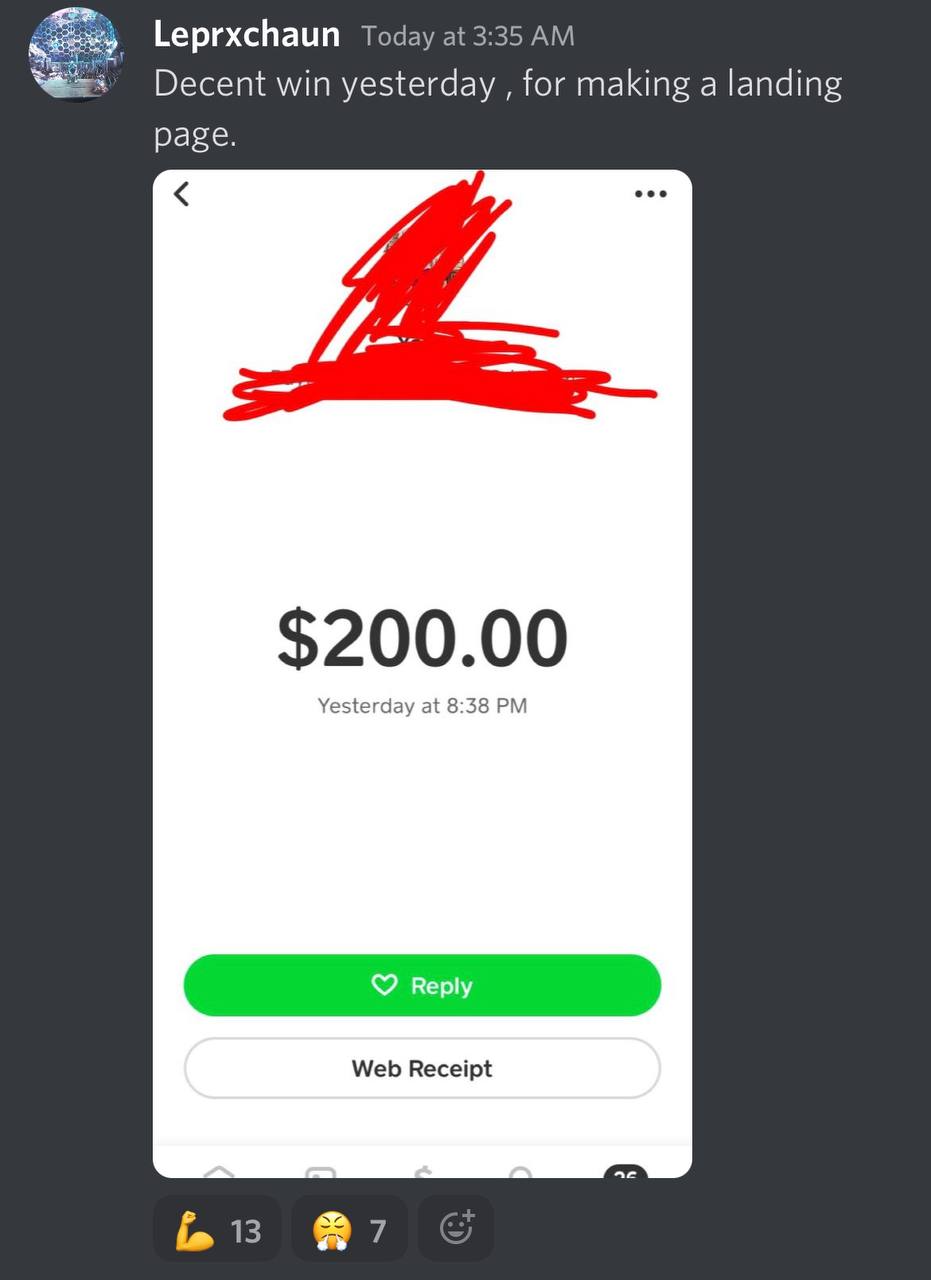 Leprxchaun Today at 3:35 AM
Decent win yesterday , for making a landing
page.
$200.00
Yesterday at 8:38 PM
Reply
Web Receipt
26
13 7